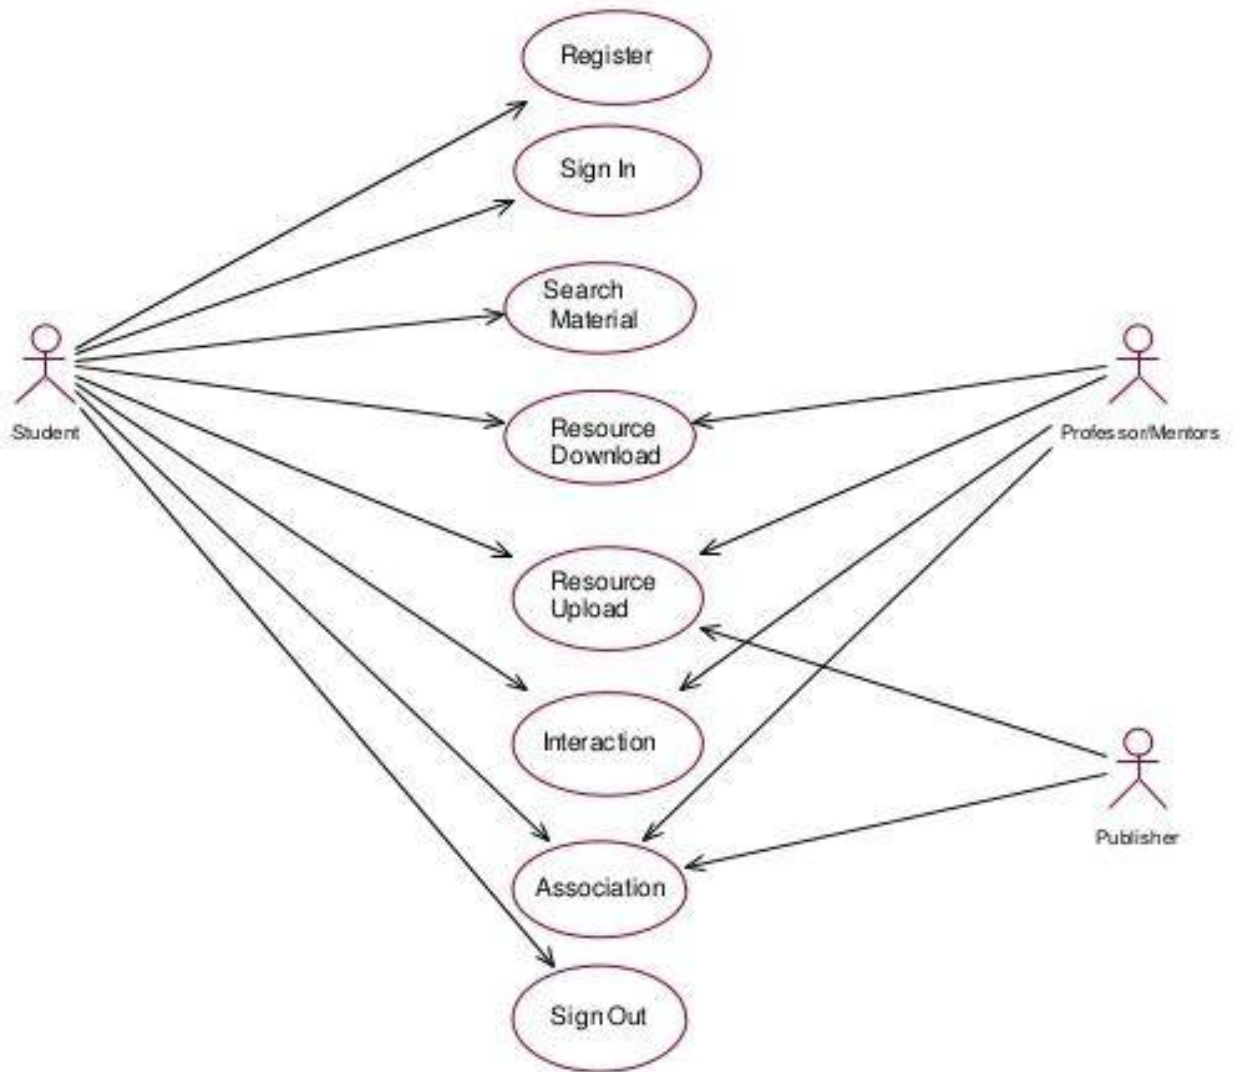 Register
Sign In
Search
Material
Student
Professor/Mentors
Resource
Download
Resource
Upload
Interaction
Publisher
Association
Sign Out